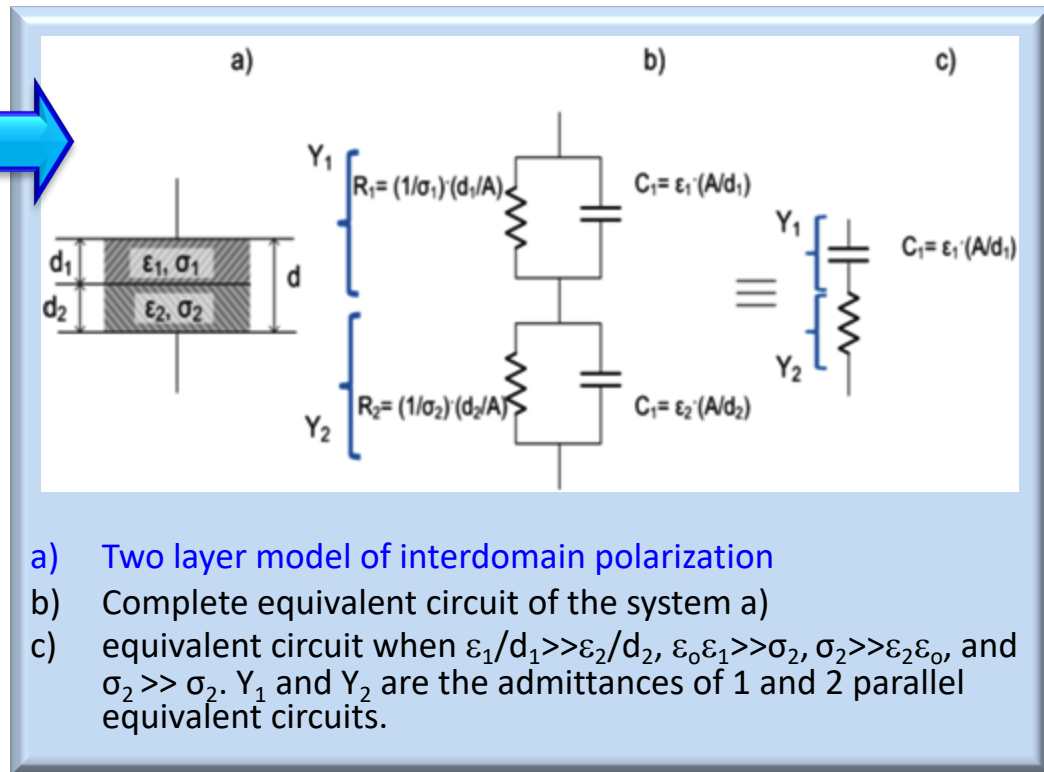 a) b) c)
Y₁
R₁= (1/σ₁)·(d₁/A)
C₁= ε₁·(A/d₁)
Y₁
C₁= ε₁·(A/d₁)
d₁
ε₁, σ₁
d
d₂
ε₂, σ₂
Y₂
Y₂
R₂= (1/σ₂)·(d₂/A)
C₁= ε₂·(A/d₂)
a) Two layer model of interdomain polarization
b) Complete equivalent circuit of the system a)
c) equivalent circuit when ε₁/d₁>>ε₂/d₂, εₒε₁>>σ₂, σ₂>>ε₂εₒ, and
σ₂ >> σ₂. Y₁ and Y₂ are the admittances of 1 and 2 parallel
equivalent circuits.